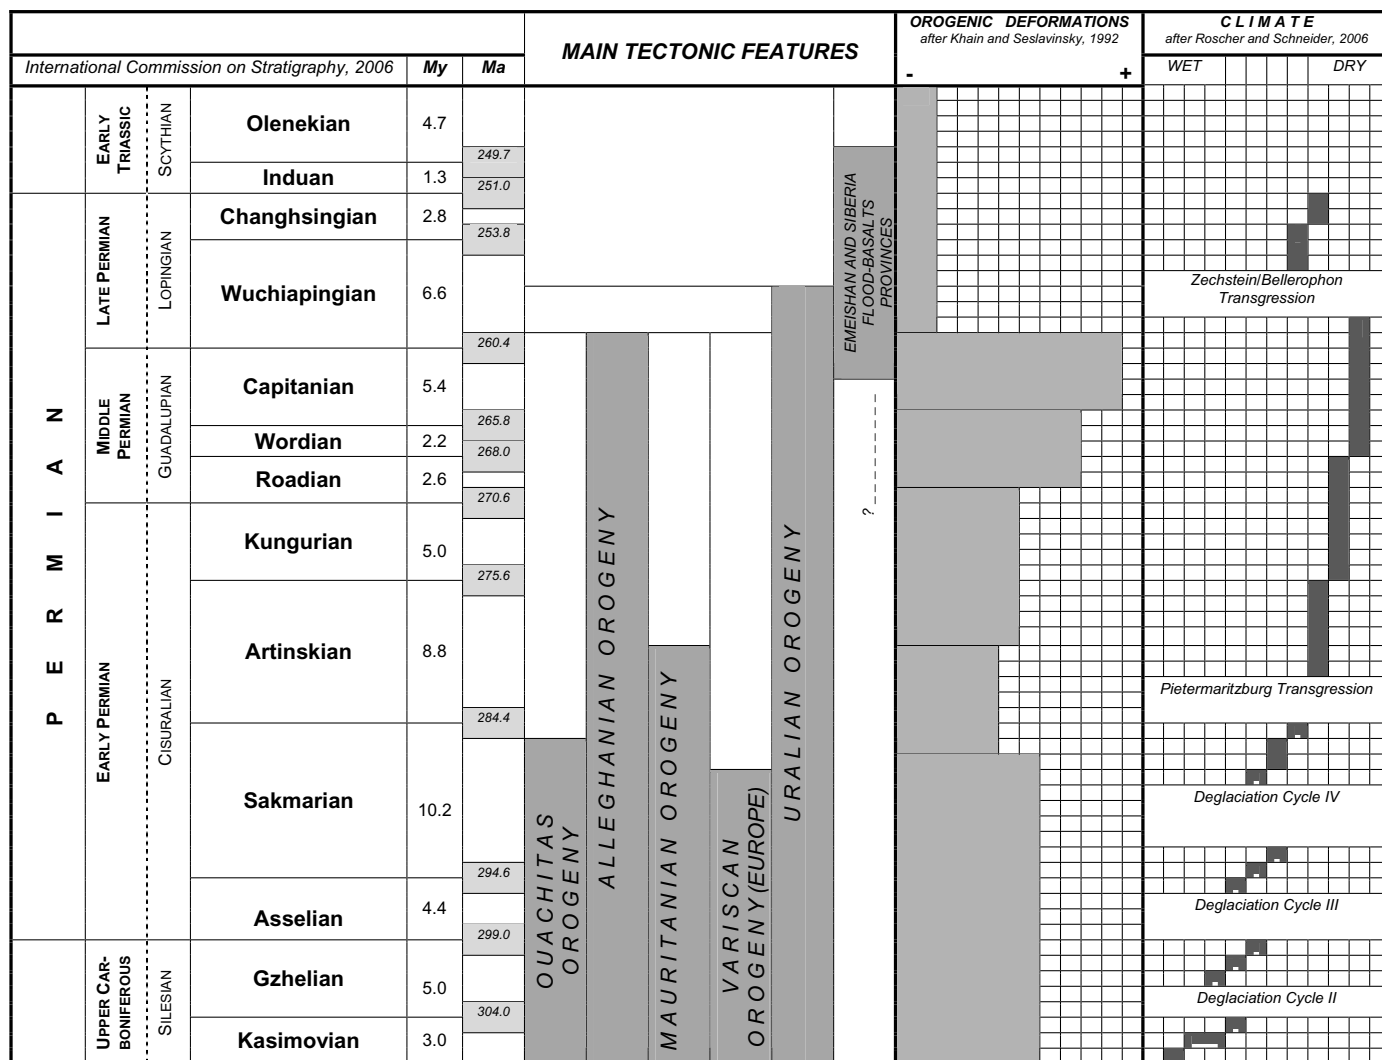 OROGENIC DEFORMATIONS
after Khain and Seslavinsky, 1992
- +
CLIMATE
after Roscher and Schneider, 2006
WET DRY
MAIN TECTONIC FEATURES
International Commission on Stratigraphy, 2006 My Ma
PERMIAN
EARLY
TRIASSIC
SCYTHIAN
Olenekian 4.7
249.7
Induan 1.3
251.0
LATE PERMIAN
LOPINGIAN
Changhsingian 2.8
253.8
Wuchiapingian 6.6
260.4
MIDDLE
PERMIAN
GUADALUPIAN
Capitanian 5.4
265.8
Wordian 2.2
268.0
Roadian 2.6
270.6
EARLY PERMIAN
CISURALIAN
Kungurian 5.0
275.6
Artinskian 8.8
284.4
Sakmarian 10.2
294.6
Asselian 4.4
299.0
UPPER CAR-
BONIFEROUS
SILESIAN
Gzhelian 5.0
304.0
Kasimovian 3.0
OUACHITAS
OROGENY
ALLEGHANIAN OROGENY
MAURITANIAN OROGENY
VARISCAN
OROGENY(EUROPE)
URALIAN OROGENY
EMEISHAN AND SIBERIA
FLOOD-BASALTS
PROVINCES
?
Zechstein/Bellerophon
Transgression
Pietermaritzburg Transgression
Deglaciation Cycle IV
Deglaciation Cycle III
Deglaciation Cycle II